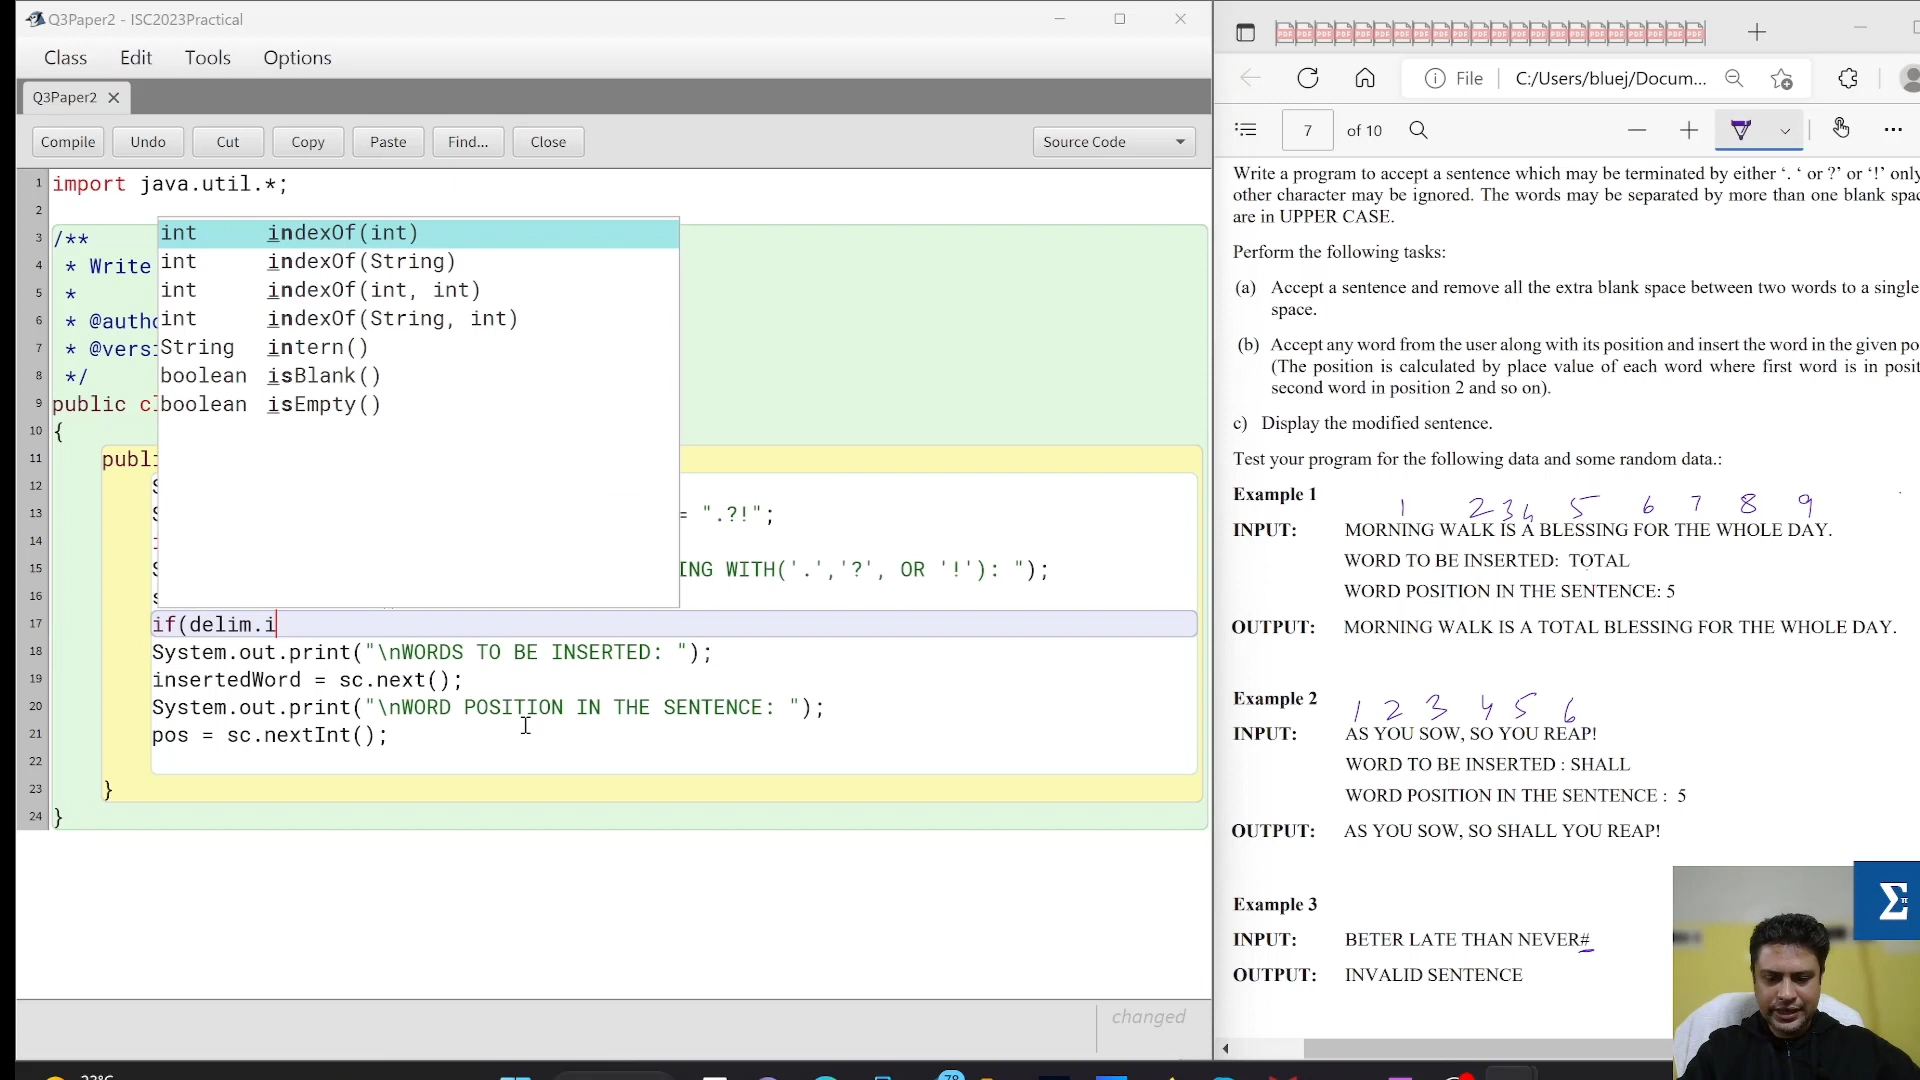 Q3Paper2 - ISC2023Practical
Class Edit Tools Options
Q3Paper2
Compile Undo Cut Copy Paste Find... Close Source Code
1 import java.util.*;
2
3 /**
4 * Write
5 *
6 *
7 *
8 */
9 public
10 {
11
12
13 = ".?!";
14
15 ING WITH('.','?', OR '!'): ");
16
17 if(delim.i
18 System.out.print("\nWORDS TO BE INSERTED: ");
19 insertedWord = sc.next();
20 System.out.print("\nWORD POSITION IN THE SENTENCE: ");
21 pos = sc.nextInt();
22
23 }
24 }
int indexOf(int)
int indexOf(String)
int indexOf(int, int)
int indexOf(String, int)
String intern()
boolean isBlank()
boolean isEmpty()
changed
File C:/Users/bluej/Docum...
7 of 10
Write a program to accept a sentence which may be terminated by either '. ' or ?' or '!' only
other character may be ignored. The words may be separated by more than one blank
are in UPPER CASE.
Perform the following tasks:
(a) Accept a sentence and remove all the extra blank space between two words to a single
space.
(b) Accept any word from the user along with its position and insert the word in the given
(The position is calculated by place value of each word where first word is in
second word in position 2 and so on).
c) Display the modified sentence.
Test your program for the following data and some random data.:
Example 1
1 2 3 4 5 6 7 8 9
INPUT: MORNING WALK IS A BLESSING FOR THE WHOLE DAY.
WORD TO BE INSERTED: TOTAL
WORD POSITION IN THE SENTENCE: 5
OUTPUT: MORNING WALK IS A TOTAL BLESSING FOR THE WHOLE DAY.
Example 2
1 2 3 4 5 6
INPUT: AS YOU SOW, SO YOU REAP!
WORD TO BE INSERTED : SHALL
WORD POSITION IN THE SENTENCE : 5
OUTPUT: AS YOU SOW, SO SHALL YOU REAP!
Example 3
INPUT: BETER LATE THAN NEVER#
OUTPUT: INVALID SENTENCE
Σ